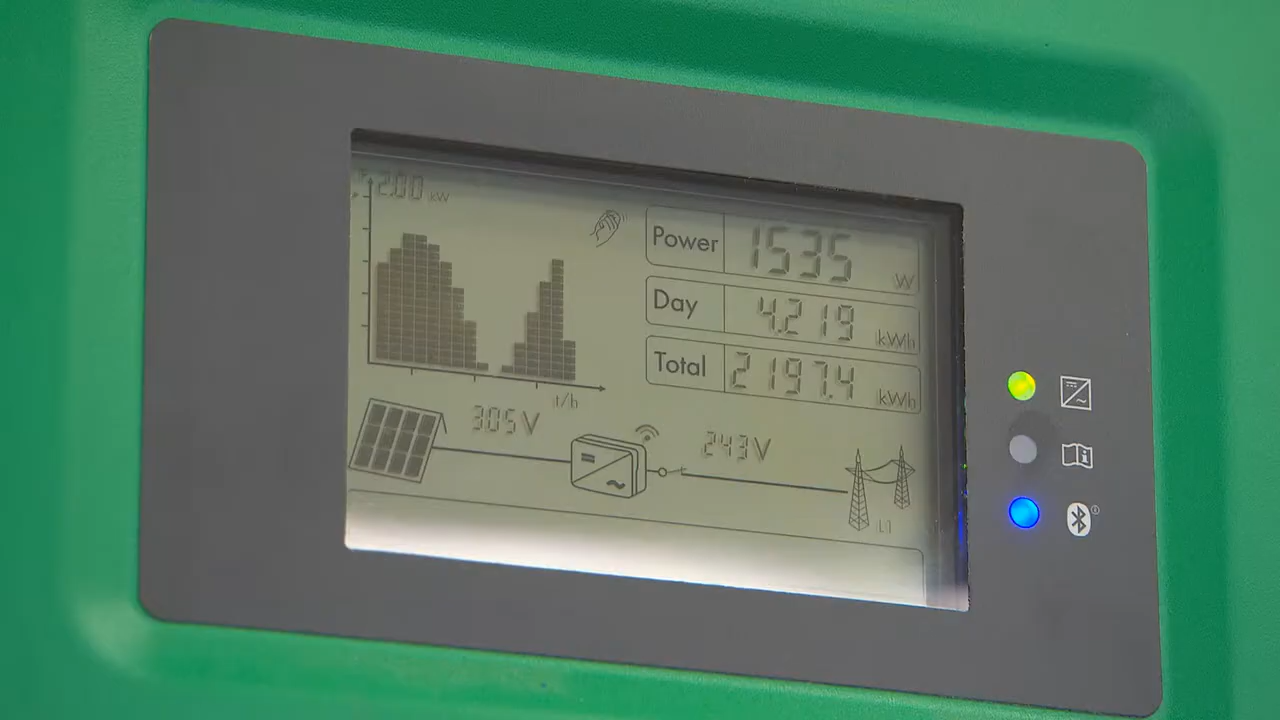 2.00 kW
Power 1535 W
Day 4.219 kWh
Total 2197.4 kWh
t/h
305 V
243 V
L1